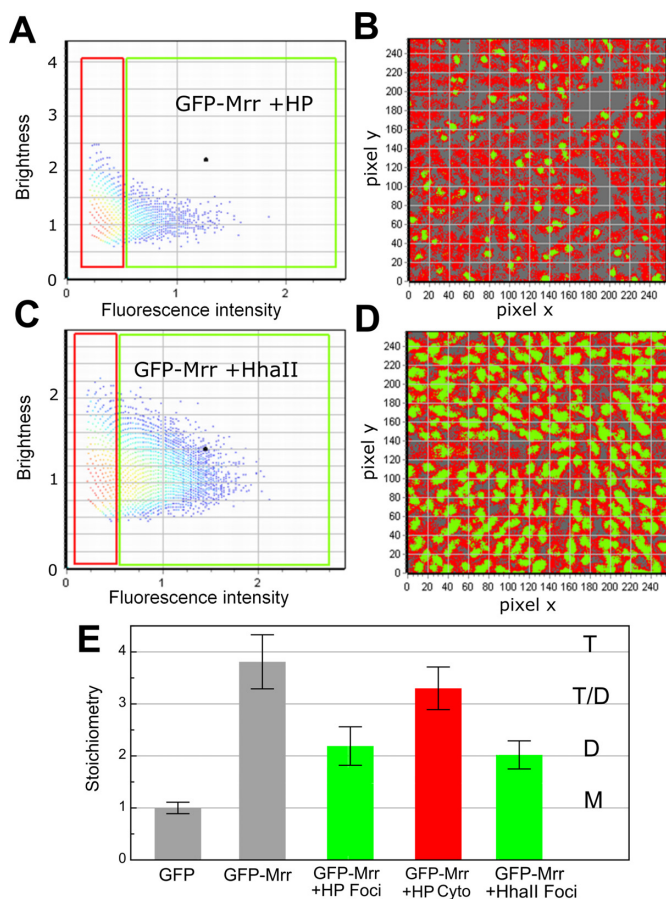 A
4
3
2
1
0
Brightness
GFP-Mrr +HP
0 1 2
Fluorescence intensity
B
240
220
200
180
160
140
120
100
80
60
40
20
0
pixel y
0 20 40 60 80 100 120 140 160 180 200 220 240
pixel x
C
2
1
0
Brightness
GFP-Mrr +HhaII
0 1 2
Fluorescence intensity
D
240
220
200
180
160
140
120
100
80
60
40
20
0
pixel y
0 20 40 60 80 100 120 140 160 180 200 220 240
pixel x
E
4
3
2
1
0
Stoichiometry
T
T/D
D
M
GFP
GFP-Mrr
GFP-Mrr
+HP Foci
GFP-Mrr
+HP Cyto
GFP-Mrr
+HhaII Foci